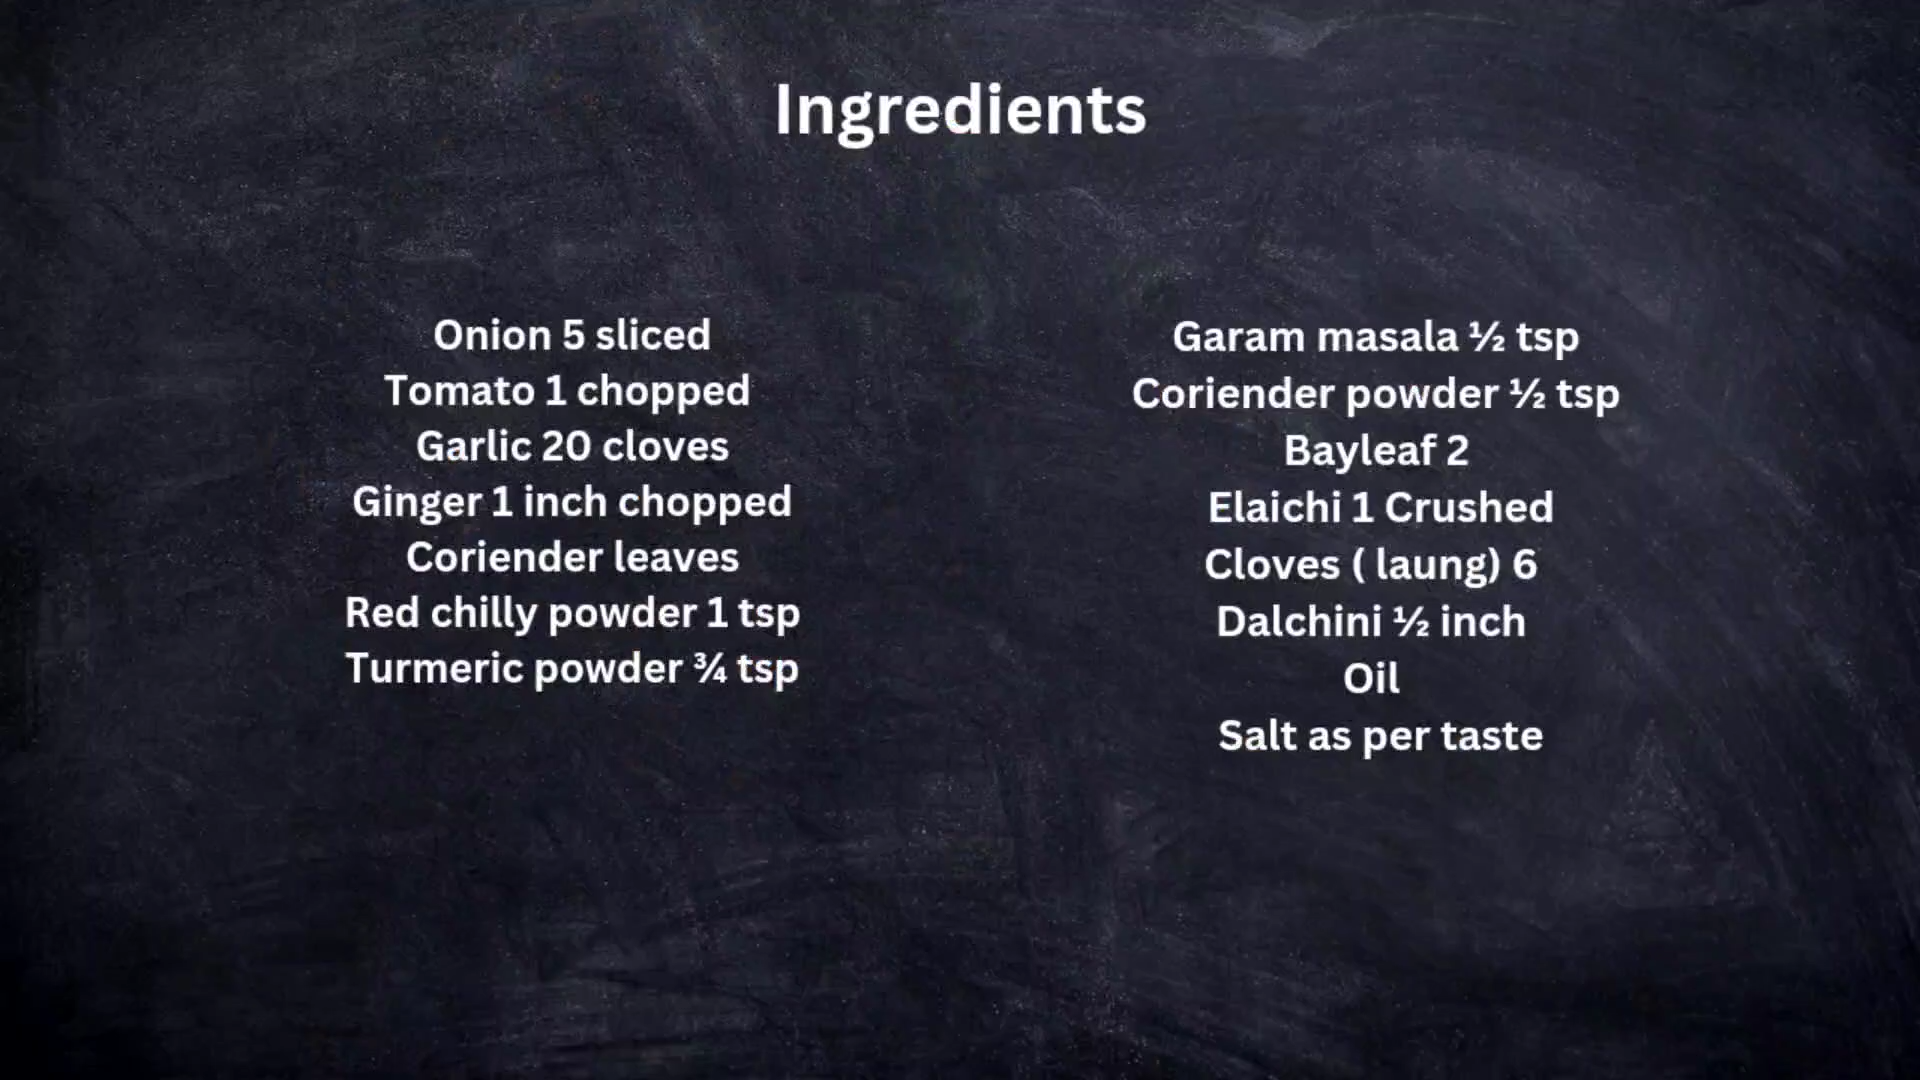 Ingredients
Onion 5 sliced
Tomato 1 chopped
Garlic 20 cloves
Ginger 1 inch chopped
Coriender leaves
Red chilly powder 1 tsp
Turmeric powder ¾ tsp
Garam masala ½ tsp
Coriender powder ½ tsp
Bayleaf 2
Elaichi 1 Crushed
Cloves ( laung) 6
Dalchini ½ inch
Oil
Salt as per taste